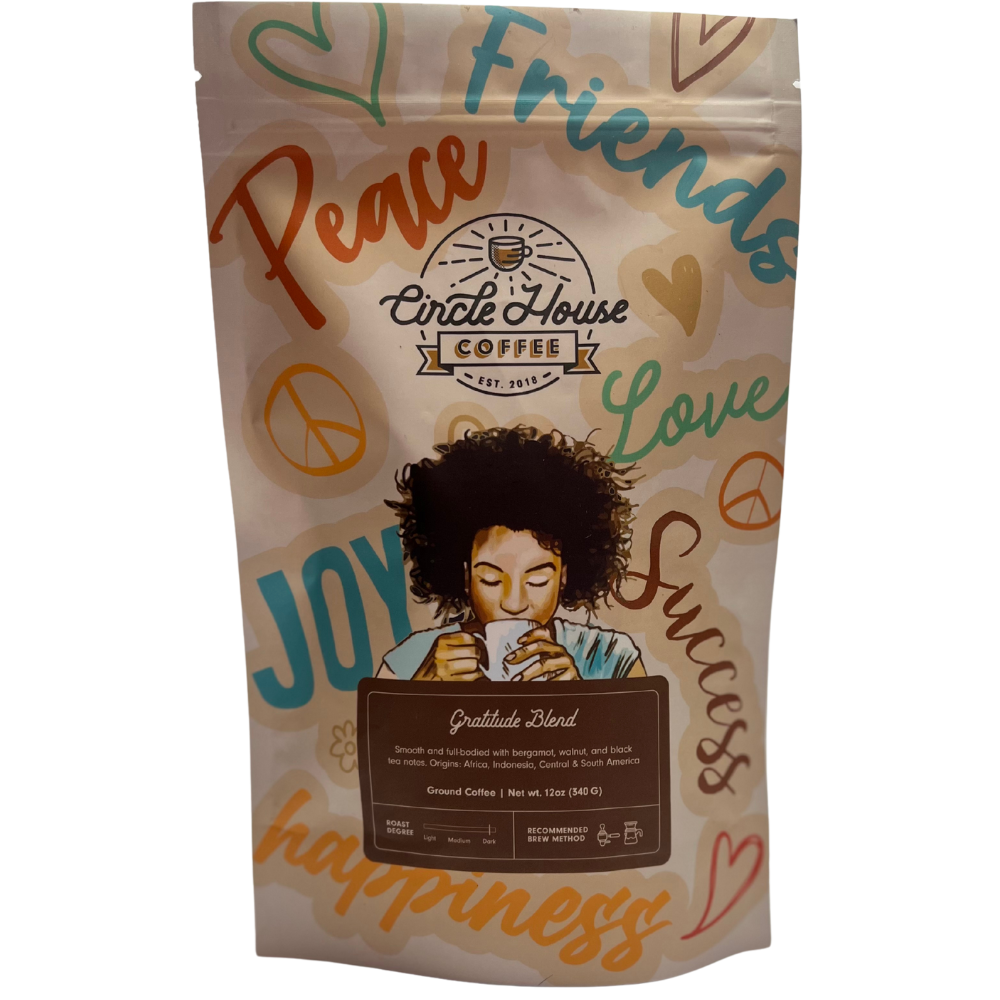 Friends
Peace
Circle House
COFFEE
EST. 2018
Love
JOY
Success
Gratitude Blend
Smooth and full-bodied with bergamot, walnut, and black
tea notes. Origins: Africa, Indonesia, Central & South America
Ground Coffee | Net wt. 12oz (340 G)
ROAST
DEGREE
Light Medium Dark
RECOMMENDED
BREW METHOD
happiness